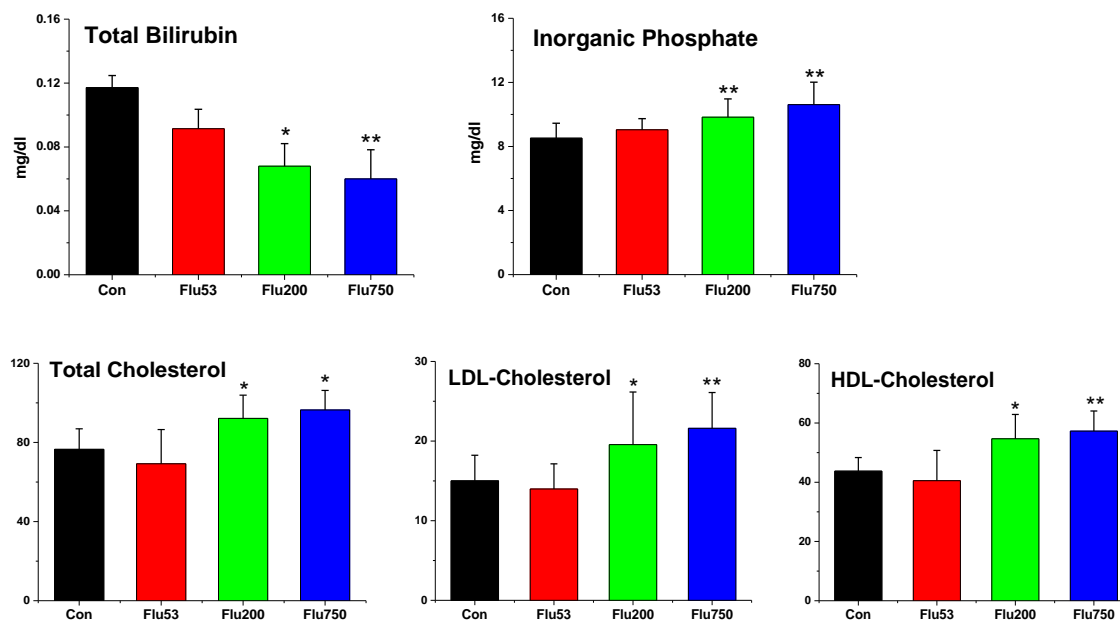 Total Bilirubin
mg/dl
0.16
0.12
0.08
0.04
0.00
*
**
Con Flu53 Flu200 Flu750
Inorganic Phosphate
mg/dl
16
12
8
4
0
**
**
Con Flu53 Flu200 Flu750
Total Cholesterol
120
80
40
0
*
*
Con Flu53 Flu200 Flu750
LDL-Cholesterol
30
20
10
0
*
**
Con Flu53 Flu200 Flu750
HDL-Cholesterol
80
60
40
20
0
*
**
Con Flu53 Flu200 Flu750